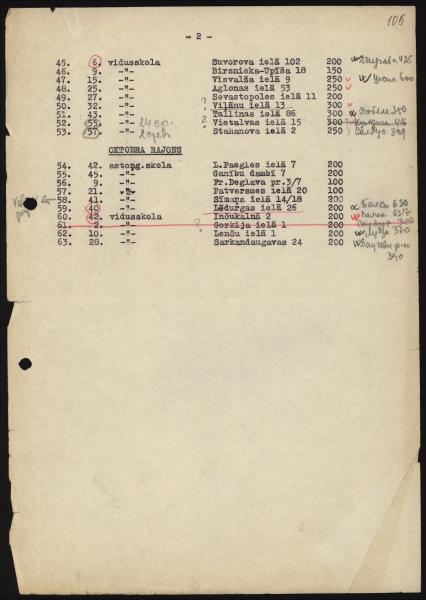 106
- 2 -
45. 6. vidusskola Suvorova ielā 102 200
46. 9. -"- Birznieka-Upīša 18 150
47. 15. -"- Visvalža ielā 9 250
48. 25. -"- Aglonas ielā 53 250
49. 27. -"- Sevastopoles ielā 11 200
50. 32. -"- ? Viļānu ielā 13 200
51. 43. -"- Tallinas ielā 86 200
52. 55. -"- ? Vietalvas ielā 15 300
53. 57. -"- Stahanova ielā 2 250
OKTOBRA RAJONS
54. 42. astoņg.skola L.Paegles ielā 7 200
55. 45. -"- Ganību dambī 7 200
56. 9. -"- Fr.Deglava pr.3/7 100
57. 21. -"- Patversmes ielā 20 100
58. 41. -"- Sīmaņa ielā 14/18 200
59. 40. -"- Lēdurgas ielā 26 200
60. 42. vidusskola Inčukalnā 2 200
61. 2. -"- ? Gorkija ielā 1 200
62. 10. -"- Lenču ielā 1 200
63. 28. -"- Sarkandaugavas 24 200
390